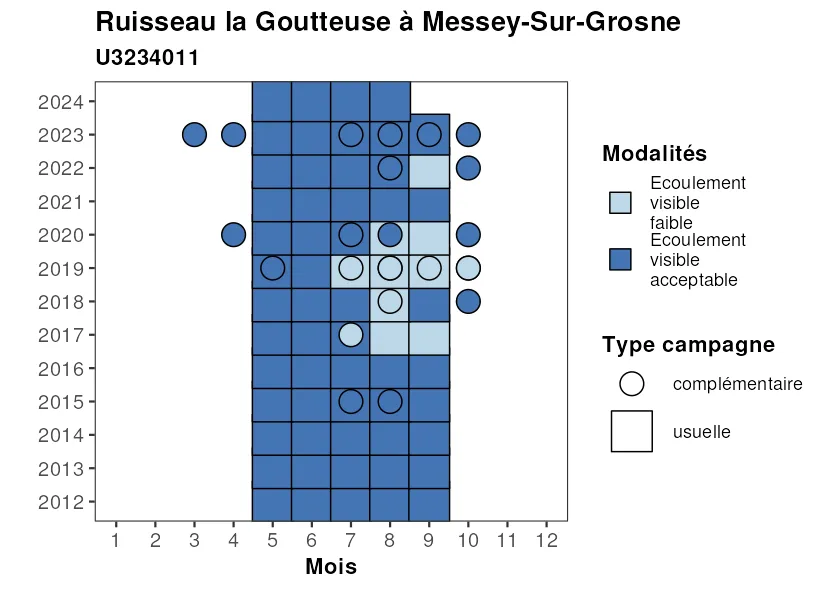 Ruisseau la Goutteuse à Messey-Sur-Grosne
U3234011
2024
2023
2022
2021
2020
2019
2018
2017
2016
2015
2014
2013
2012
1 2 3 4 5 6 7 8 9 10 11 12
Mois
Modalités
Ecoulement
visible
faible
Ecoulement
visible
acceptable
Type campagne
complémentaire
usuelle